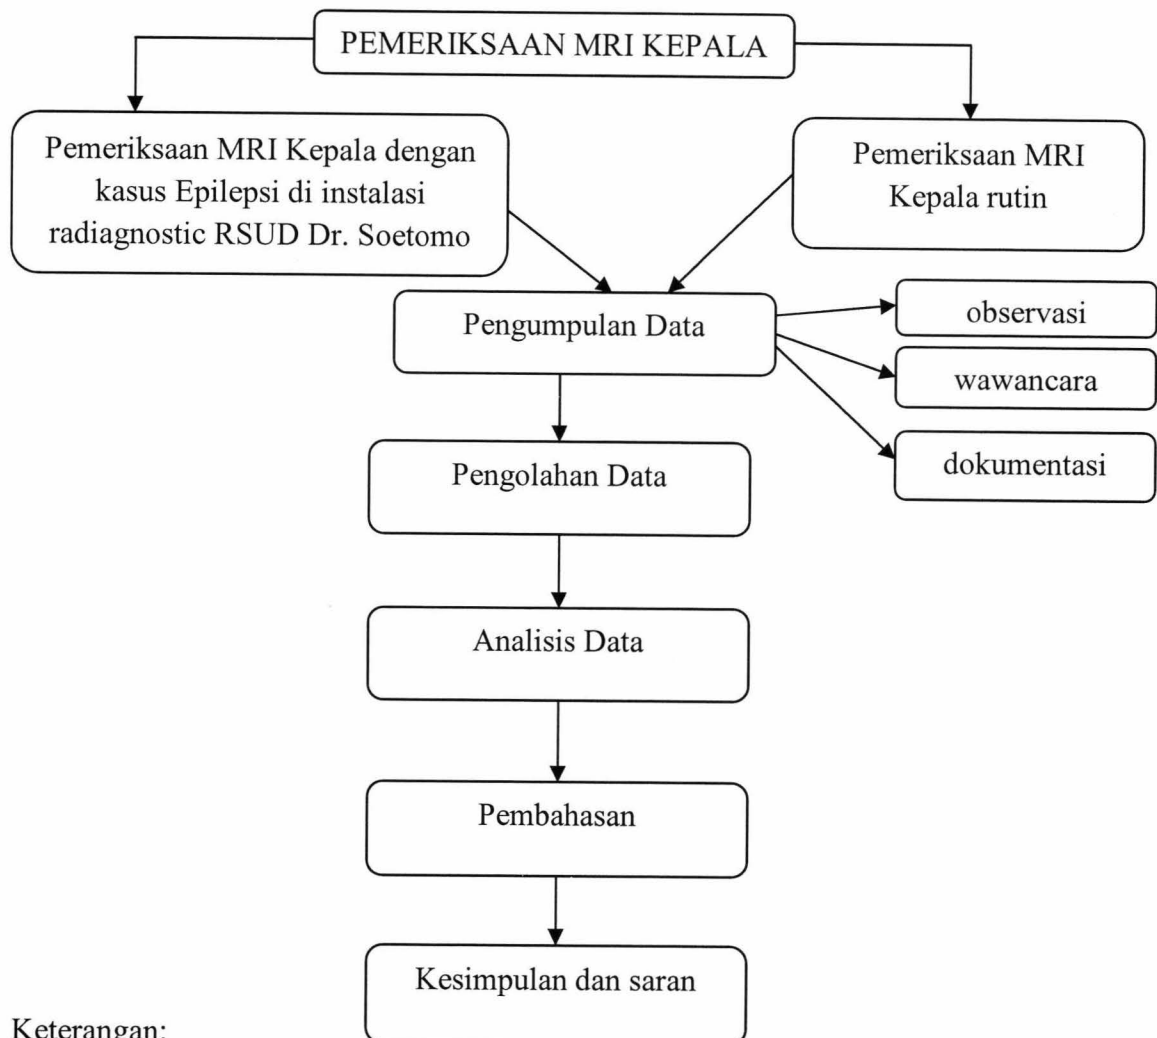 PEMERIKSAAN MRI KEPALA
Pemeriksaan MRI Kepala dengan
kasus Epilepsi di instalasi
radiagnostic RSUD Dr. Soetomo
Pemeriksaan MRI
Kepala rutin
Pengumpulan Data
observasi
wawancara
dokumentasi
Pengolahan Data
Analisis Data
Pembahasan
Kesimpulan dan saran
Keterangan: